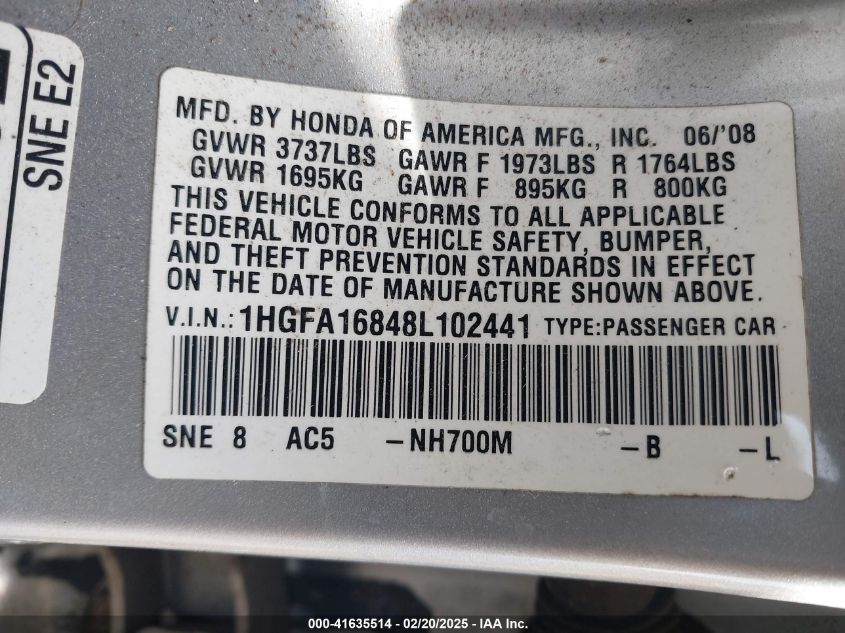 SNE E2
MFD. BY HONDA OF AMERICA MFG., INC. 06/'08
GVWR 3737LBS GAWR F 1973LBS R 1764LBS
GVWR 1695KG GAWR F 895KG R 800KG
THIS VEHICLE CONFORMS TO ALL APPLICABLE
FEDERAL MOTOR VEHICLE SAFETY, BUMPER,
AND THEFT PREVENTION STANDARDS IN EFFECT
ON THE DATE OF MANUFACTURE SHOWN ABOVE.
V.I.N.: 1HGFA16848L102441 TYPE:PASSENGER CAR
SNE 8 AC5 -NH700M -B -L
000-41635514 - 02/20/2025 - IAA Inc.